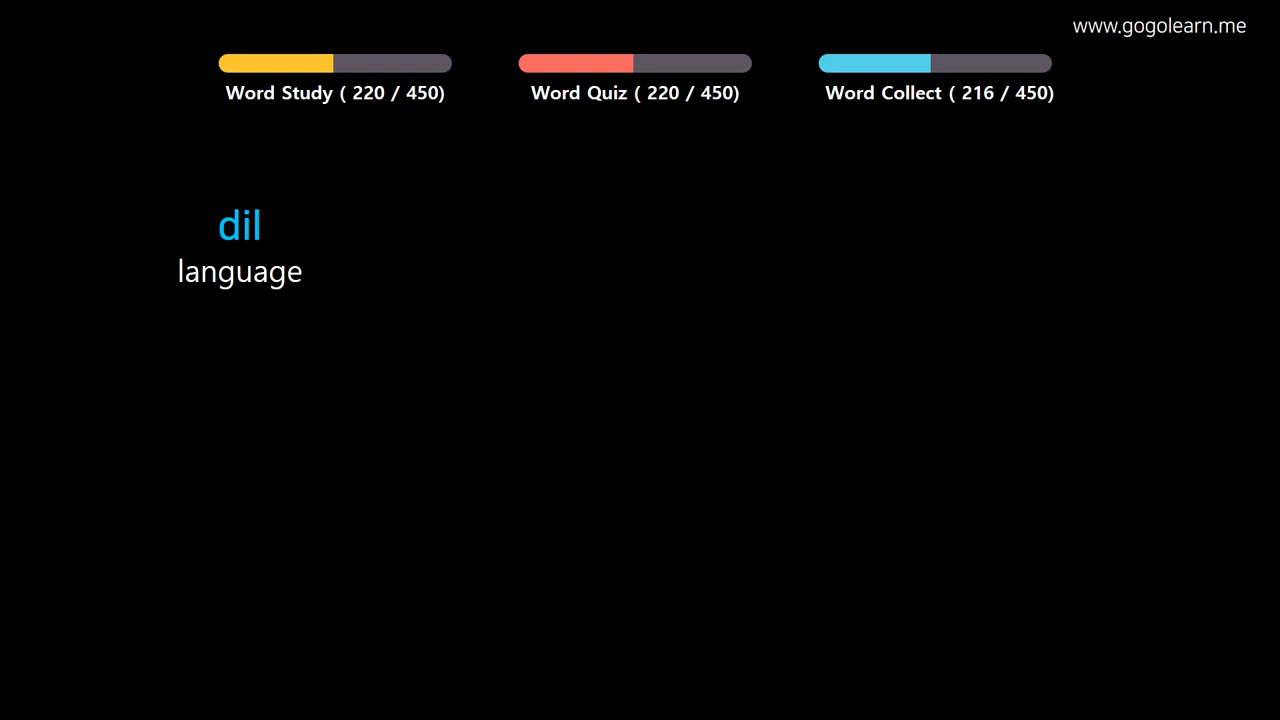 www.gogolearn.me
Word Study ( 220 / 450)
Word Quiz ( 220 / 450)
Word Collect ( 216 / 450)
dil
language